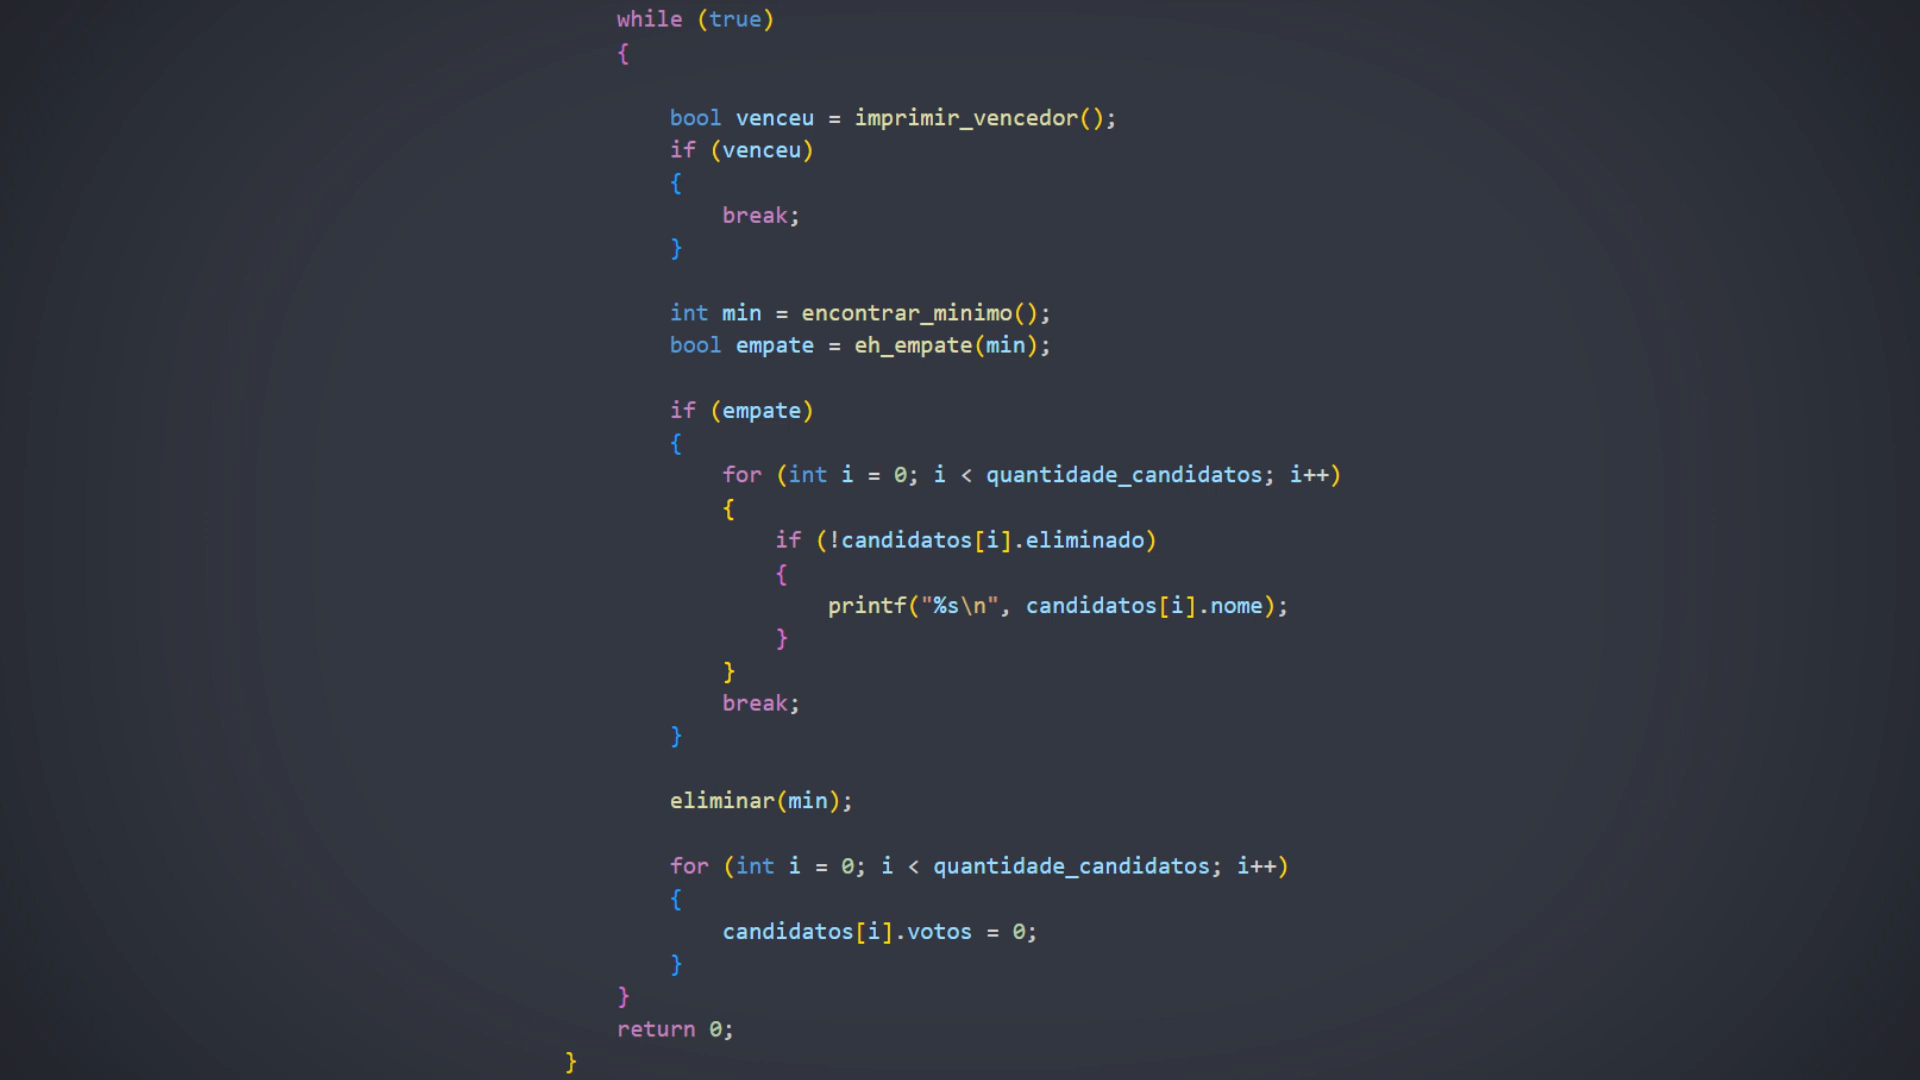 while (true)
{
bool venceu = imprimir_vencedor();
if (venceu)
{
break;
}
int min = encontrar_minimo();
bool empate = eh_empate(min);
if (empate)
{
for (int i = 0; i < quantidade_candidatos; i++)
{
if (!candidatos[i].eliminado)
{
printf("%s\n", candidatos[i].nome);
}
}
break;
}
eliminar(min);
for (int i = 0; i < quantidade_candidatos; i++)
{
candidatos[i].votos = 0;
}
}
return 0;
}